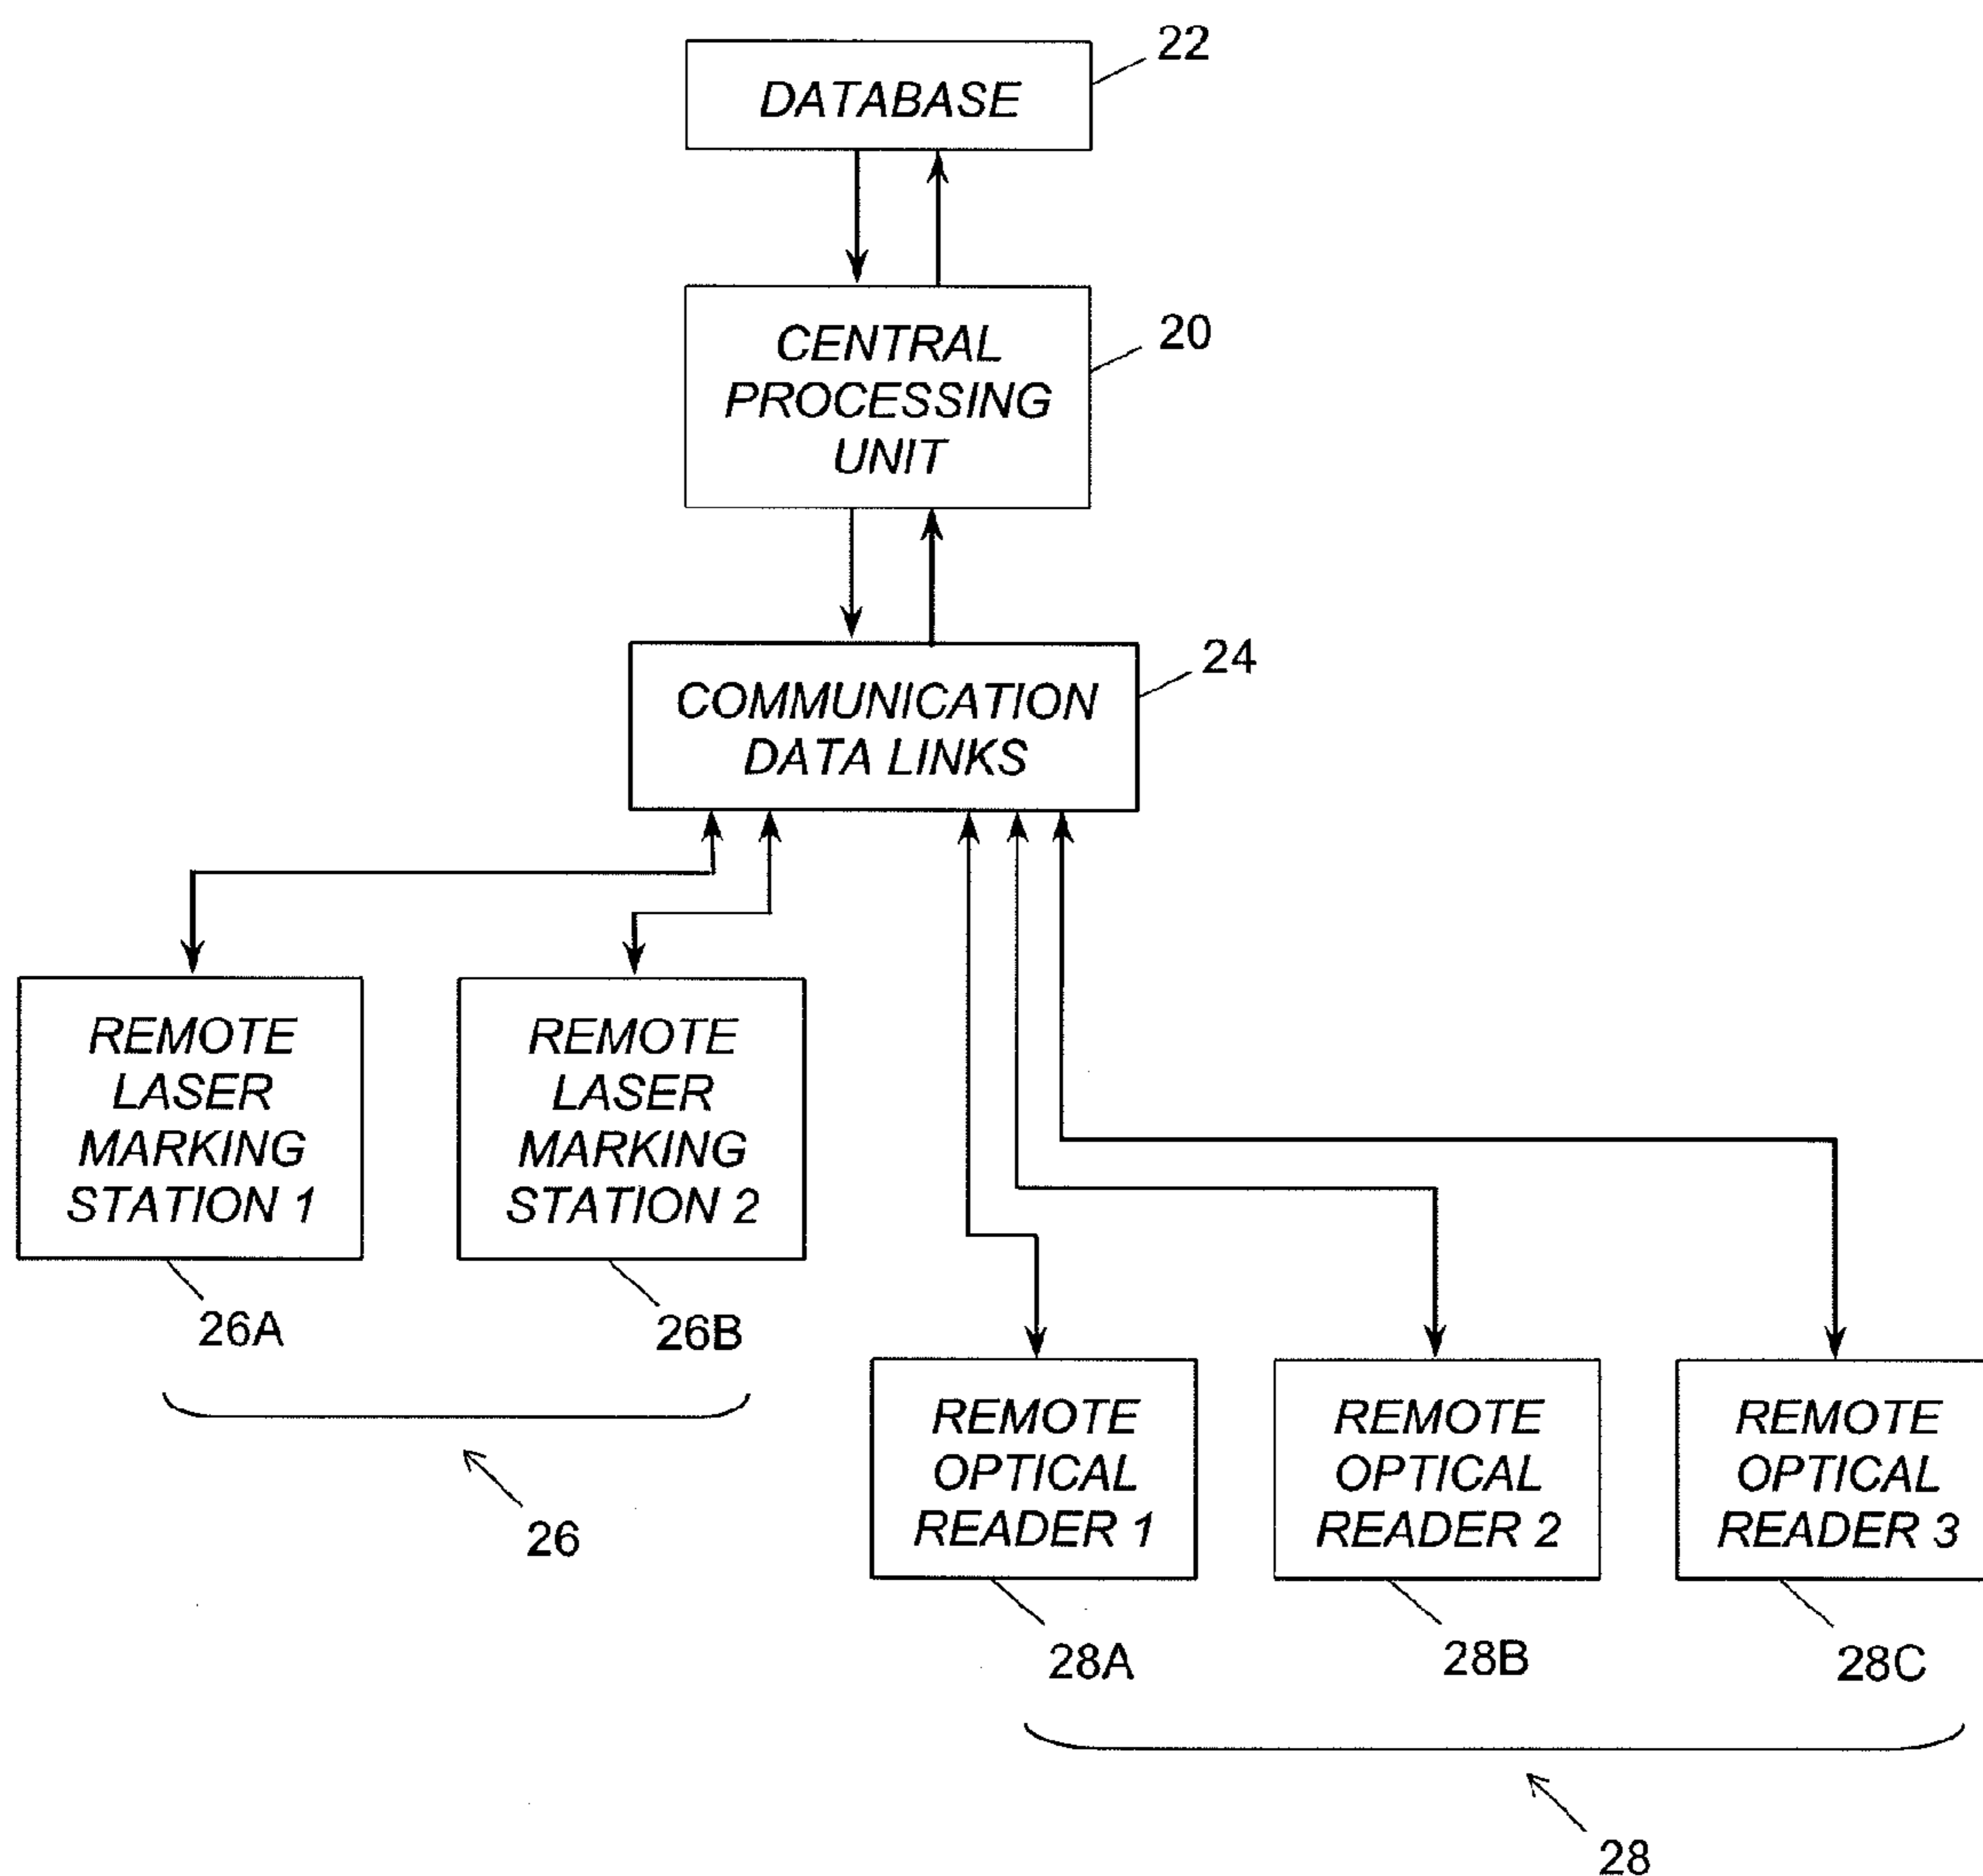 22
DATABASE
20
CENTRAL
PROCESSING
UNIT
24
COMMUNICATION
DATA LINKS
REMOTE
LASER
MARKING
STATION 1
26A
REMOTE
LASER
MARKING
STATION 2
26B
26
REMOTE
OPTICAL
READER 1
28A
REMOTE
OPTICAL
READER 2
28B
REMOTE
OPTICAL
READER 3
28C
28